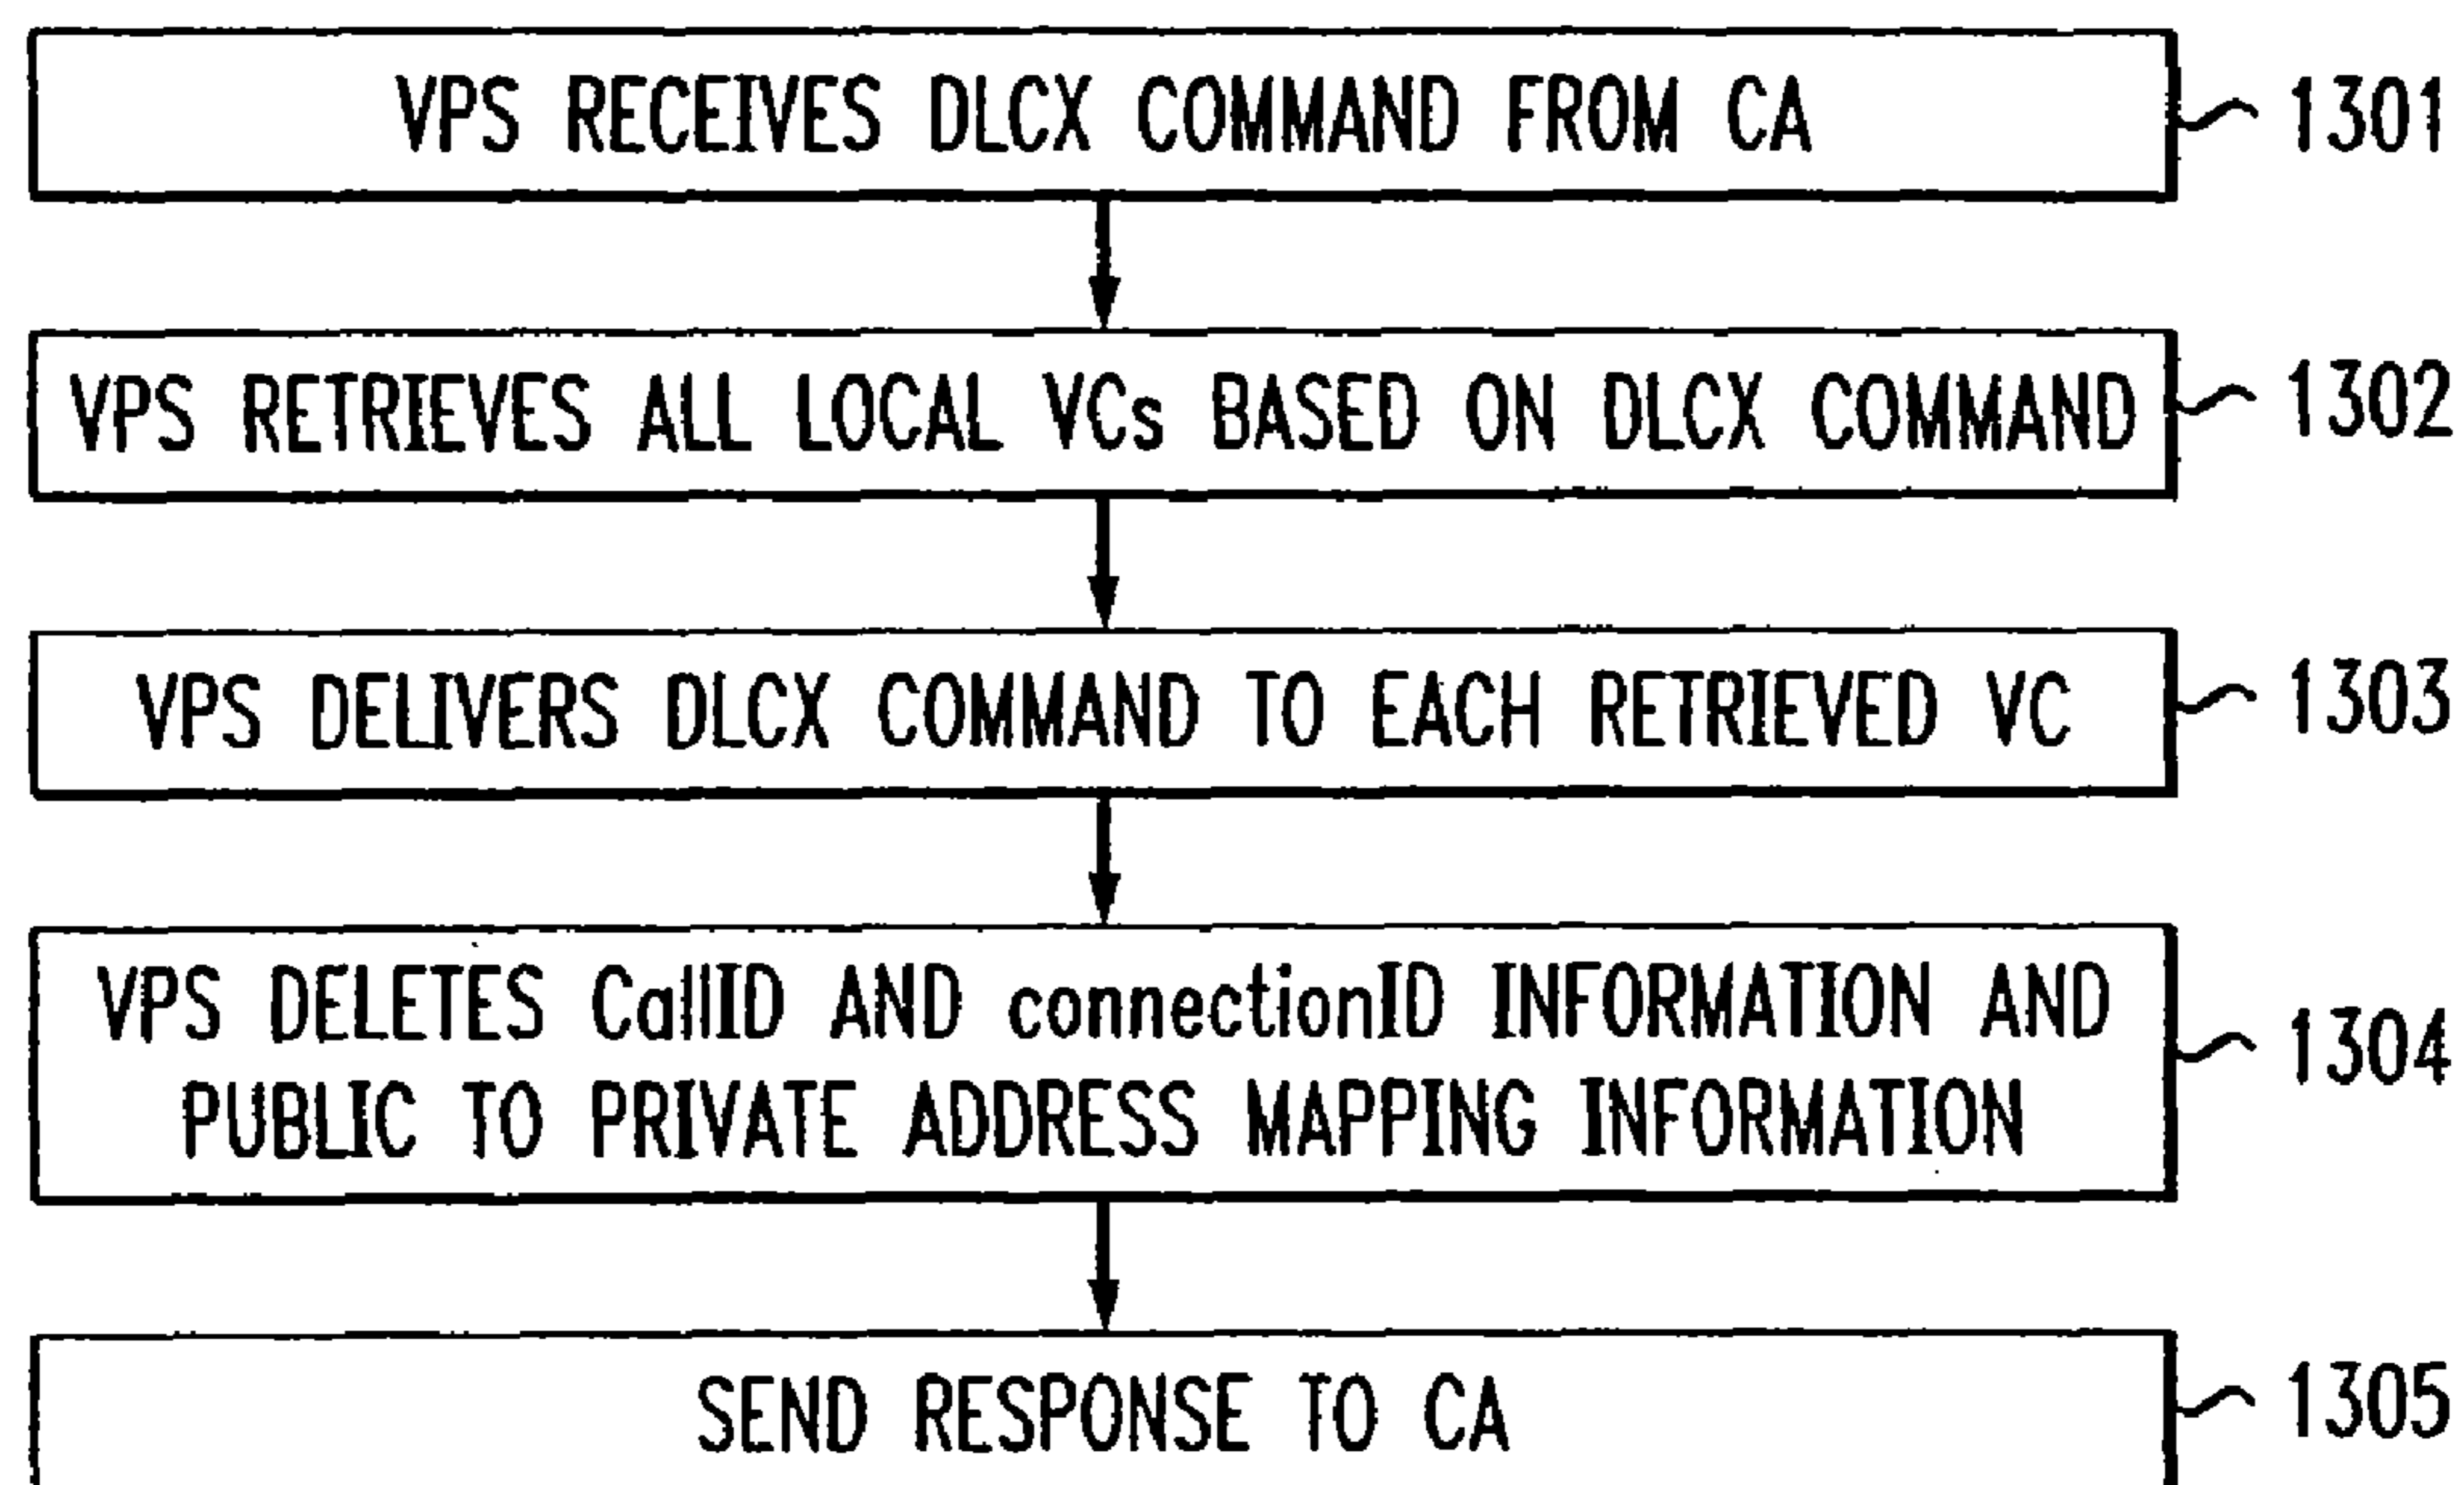 VPS RECEIVES DLCX COMMAND FROM CA
1301
VPS RETRIEVES ALL LOCAL VCs BASED ON DLCX COMMAND
1302
VPS DELIVERS DLCX COMMAND TO EACH RETRIEVED VC
1303
VPS DELETES CallID AND connectionID INFORMATION AND
PUBLIC TO PRIVATE ADDRESS MAPPING INFORMATION
1304
SEND RESPONSE TO CA
1305